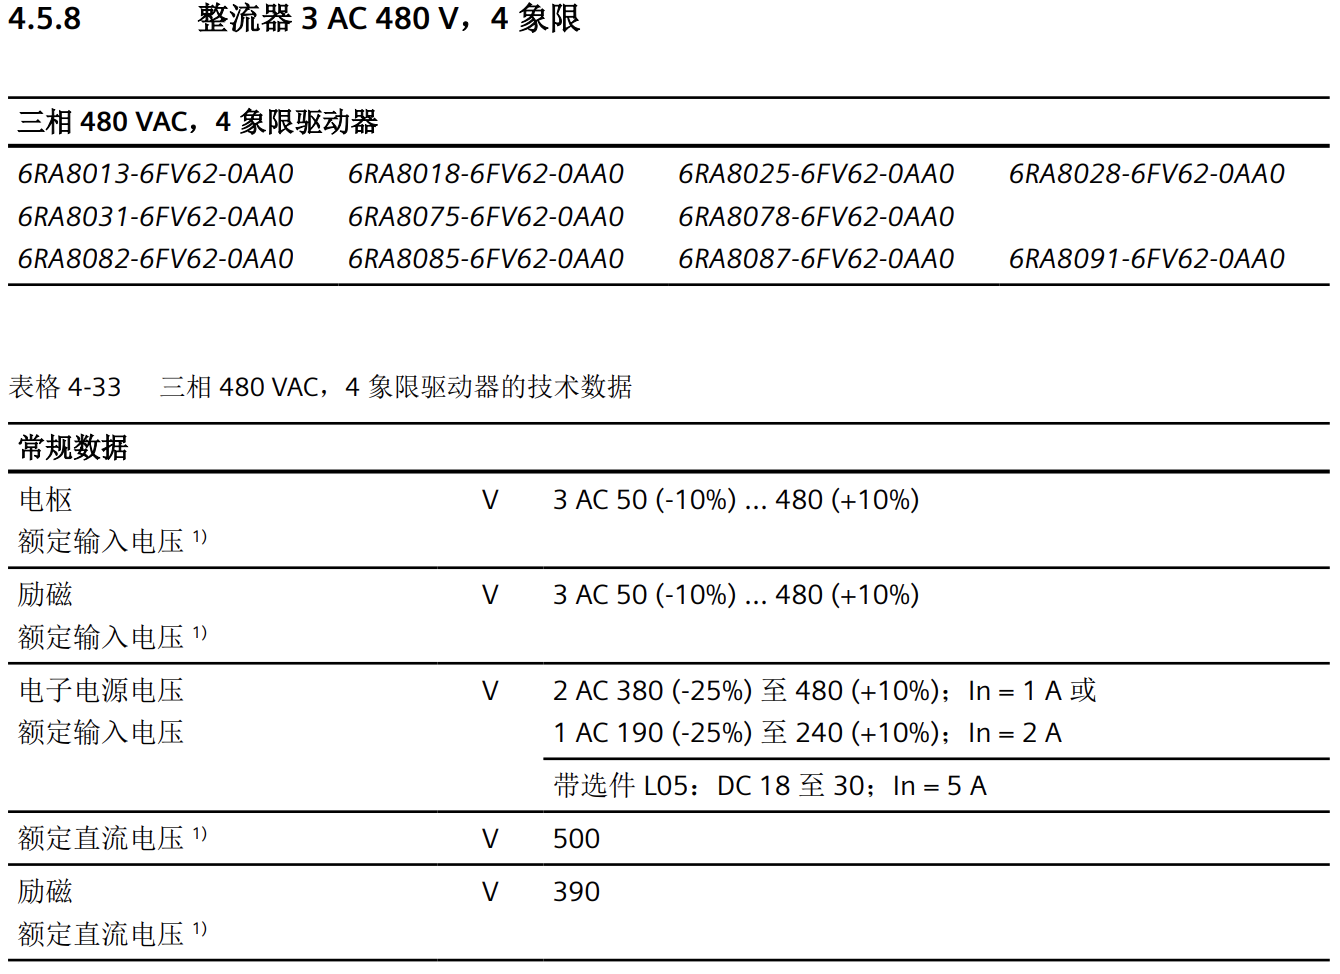 4.5.8 整流器 3 AC 480 V，4 象限
三相 480 VAC，4 象限驱动器
6RA8013-6FV62-0AA0 6RA8018-6FV62-0AA0 6RA8025-6FV62-0AA0 6RA8028-6FV62-0AA0
6RA8031-6FV62-0AA0 6RA8075-6FV62-0AA0 6RA8078-6FV62-0AA0
6RA8082-6FV62-0AA0 6RA8085-6FV62-0AA0 6RA8087-6FV62-0AA0 6RA8091-6FV62-0AA0
表格 4-33 三相 480 VAC，4 象限驱动器的技术数据
常规数据
电枢 V 3 AC 50 (-10%) ... 480 (+10%)
额定输入电压 1)
励磁 V 3 AC 50 (-10%) ... 480 (+10%)
额定输入电压 1)
电子电源电压 V 2 AC 380 (-25%) 至 480 (+10%)；In = 1 A 或
额定输入电压 1 AC 190 (-25%) 至 240 (+10%)；In = 2 A
带选件 L05：DC 18 至 30；In = 5 A
额定直流电压 1) V 500
励磁 V 390
额定直流电压 1)